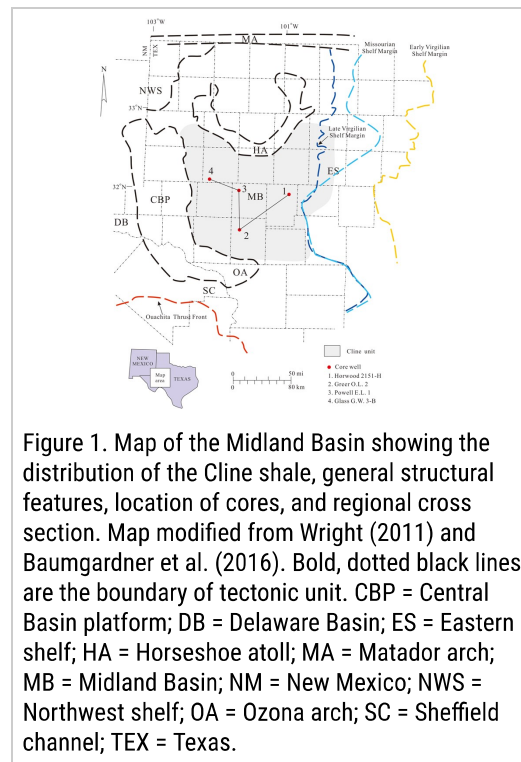 103°W
101°W
MA
Missourian
Shelf Margin
Early Virgilian
Shelf Margin
NM
TEX
N
NWS
33°N
Late Virgilian
Shelf Margin
HA
ES
4
3
MB
1
32°N
CBP
DB
2
OA
SC
Ouachita Thrust Front
NEW
MEXICO
Map
area
TEXAS
0
50 mi
0
80 km
Cline unit
Core well
1. Horwood 2151-H
2. Greer O.L. 2
3. Powell E.L. 1
4. Glass G.W. 3-B
Figure 1. Map of the Midland Basin showing the
distribution of the Cline shale, general structural
features, location of cores, and regional cross
section. Map modified from Wright (2011) and
Baumgardner et al. (2016). Bold, dotted black lines
are the boundary of tectonic unit. CBP = Central
Basin platform; DB = Delaware Basin; ES = Eastern
shelf; HA = Horseshoe atoll; MA = Matador arch;
MB = Midland Basin; NM = New Mexico; NWS =
Northwest shelf; OA = Ozona arch; SC = Sheffield
channel; TEX = Texas.